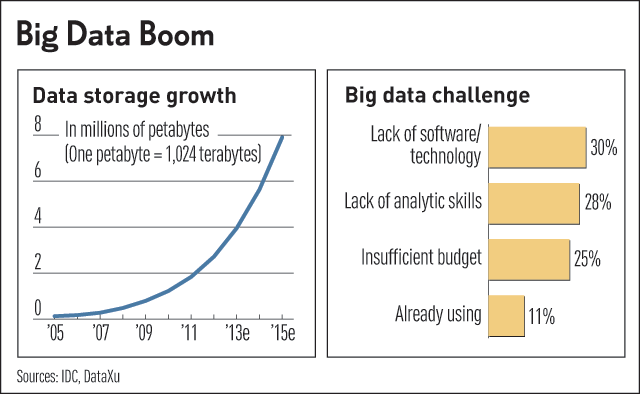 Big Data Boom
Data storage growth
8
In millions of petabytes
(One petabyte = 1,024 terabytes)
6
4
2
0
'05
'07
'09
'11
'13e
'15e
Big data challenge
Lack of software/
technology
30%
Lack of analytic skills
28%
Insufficient budget
25%
Already using
11%
Sources: IDC, DataXu